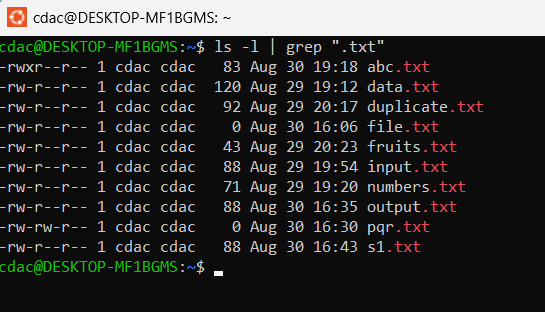 cdac@DESKTOP-MF1BGMS: ~
cdac@DESKTOP-MF1BGMS:~$ ls -l | grep ".txt"
-rwxr--r-- 1 cdac cdac   83 Aug 30 19:18 abc.txt
-rw-r--r-- 1 cdac cdac  120 Aug 29 19:12 data.txt
-rw-r--r-- 1 cdac cdac   92 Aug 29 20:17 duplicate.txt
-rw-r--r-- 1 cdac cdac    0 Aug 30 16:06 file.txt
-rw-r--r-- 1 cdac cdac   43 Aug 29 20:23 fruits.txt
-rw-r--r-- 1 cdac cdac   88 Aug 29 19:54 input.txt
-rw-r--r-- 1 cdac cdac   71 Aug 29 19:20 numbers.txt
-rw-r--r-- 1 cdac cdac   88 Aug 30 16:35 output.txt
-rw-rw-r-- 1 cdac cdac    0 Aug 30 16:30 pqr.txt
-rw-r--r-- 1 cdac cdac   88 Aug 30 16:43 s1.txt
cdac@DESKTOP-MF1BGMS:~$